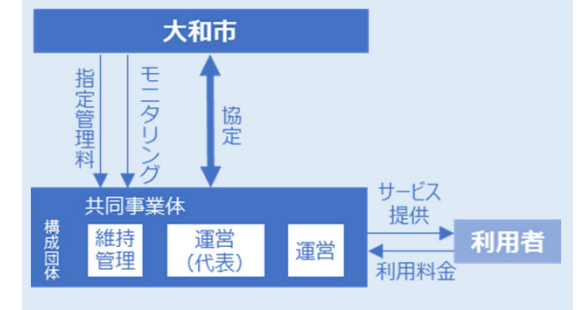 大和市
指定管理料
モニタリング
協定
共同事業体
構成団体
維持
管理
運営
(代表)
運営
サービス
提供
利用料金
利用者